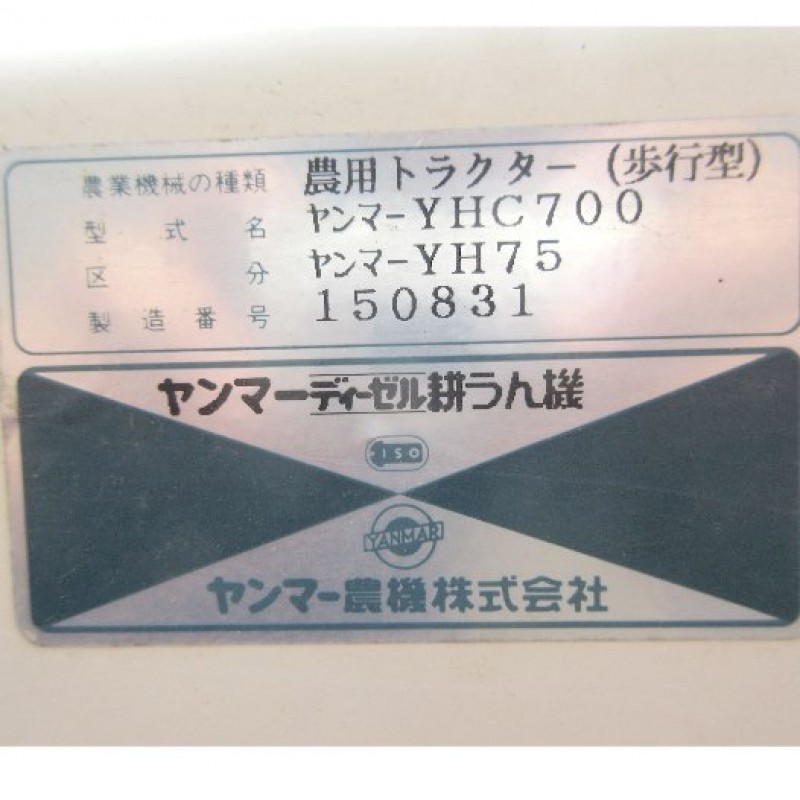 農業機械の種類 農用トラクター(歩行型)
型式名 ヤンマーYHC700
区分 ヤンマーYH75
製造番号 150831
ヤンマーディーゼル耕うん機
ISO
YANMAR
ヤンマー農機株式会社